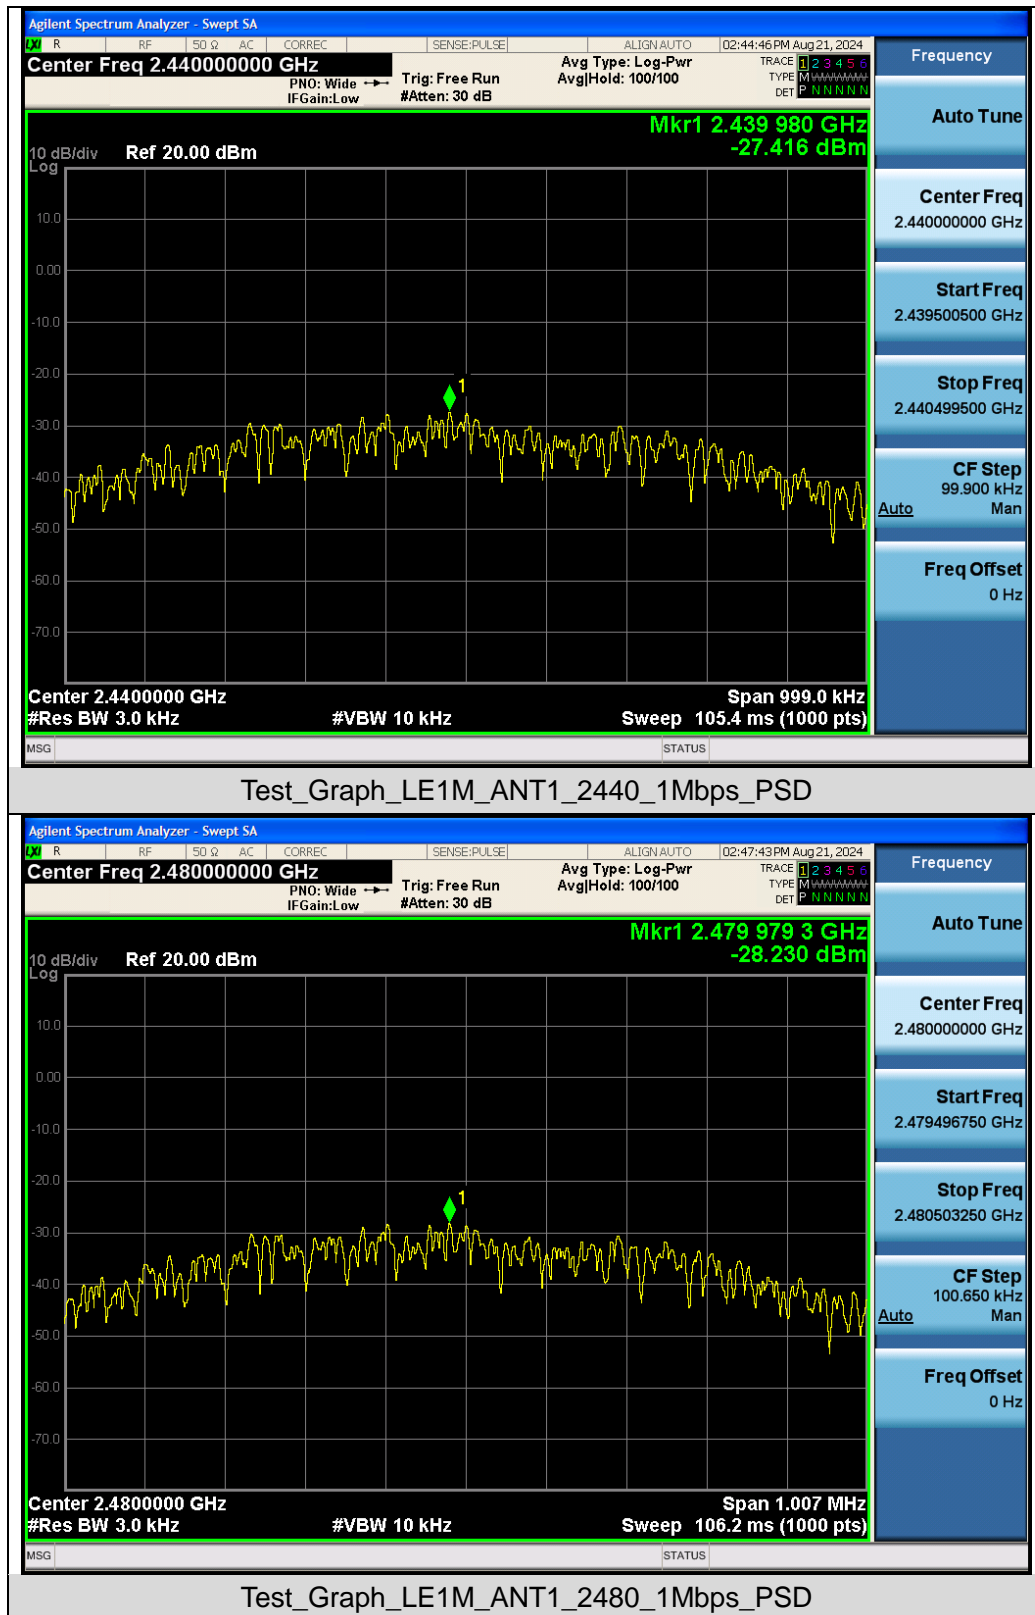 Agilent Spectrum Analyzer - Swept SA
LXI R RF 50 Ω AC CORREC SENSE:PULSE ALIGN AUTO 02:44:46 PM Aug 21, 2024
Center Freq 2.440000000 GHz
PNO: Wide
IFGain:Low
Trig: Free Run
#Atten: 30 dB
Avg Type: Log-Pwr
Avg|Hold: 100/100
TRACE 1 2 3 4 5 6
TYPE M
DET P N N N N N
Mkr1 2.439 980 GHz
-27.416 dBm
10 dB/div
Log
Ref 20.00 dBm
10.0
0.00
-10.0
-20.0
-30.0
-40.0
-50.0
-60.0
-70.0
1
Center 2.4400000 GHz
Span 999.0 kHz
#Res BW 3.0 kHz
#VBW 10 kHz
Sweep 105.4 ms (1000 pts)
MSG
STATUS
Frequency
Auto Tune
Center Freq
2.440000000 GHz
Start Freq
2.439500500 GHz
Stop Freq
2.440499500 GHz
CF Step
99.900 kHz
Auto Man
Freq Offset
0 Hz
Test_Graph_LE1M_ANT1_2440_1Mbps_PSD
Agilent Spectrum Analyzer - Swept SA
LXI R RF 50 Ω AC CORREC SENSE:PULSE ALIGN AUTO 02:47:43 PM Aug 21, 2024
Center Freq 2.480000000 GHz
PNO: Wide
IFGain:Low
Trig: Free Run
#Atten: 30 dB
Avg Type: Log-Pwr
Avg|Hold: 100/100
TRACE 1 2 3 4 5 6
TYPE M
DET P N N N N N
Mkr1 2.479 979 3 GHz
-28.230 dBm
10 dB/div
Log
Ref 20.00 dBm
10.0
0.00
-10.0
-20.0
-30.0
-40.0
-50.0
-60.0
-70.0
1
Center 2.4800000 GHz
Span 1.007 MHz
#Res BW 3.0 kHz
#VBW 10 kHz
Sweep 106.2 ms (1000 pts)
MSG
STATUS
Frequency
Auto Tune
Center Freq
2.480000000 GHz
Start Freq
2.479496750 GHz
Stop Freq
2.480503250 GHz
CF Step
100.650 kHz
Auto Man
Freq Offset
0 Hz
Test_Graph_LE1M_ANT1_2480_1Mbps_PSD